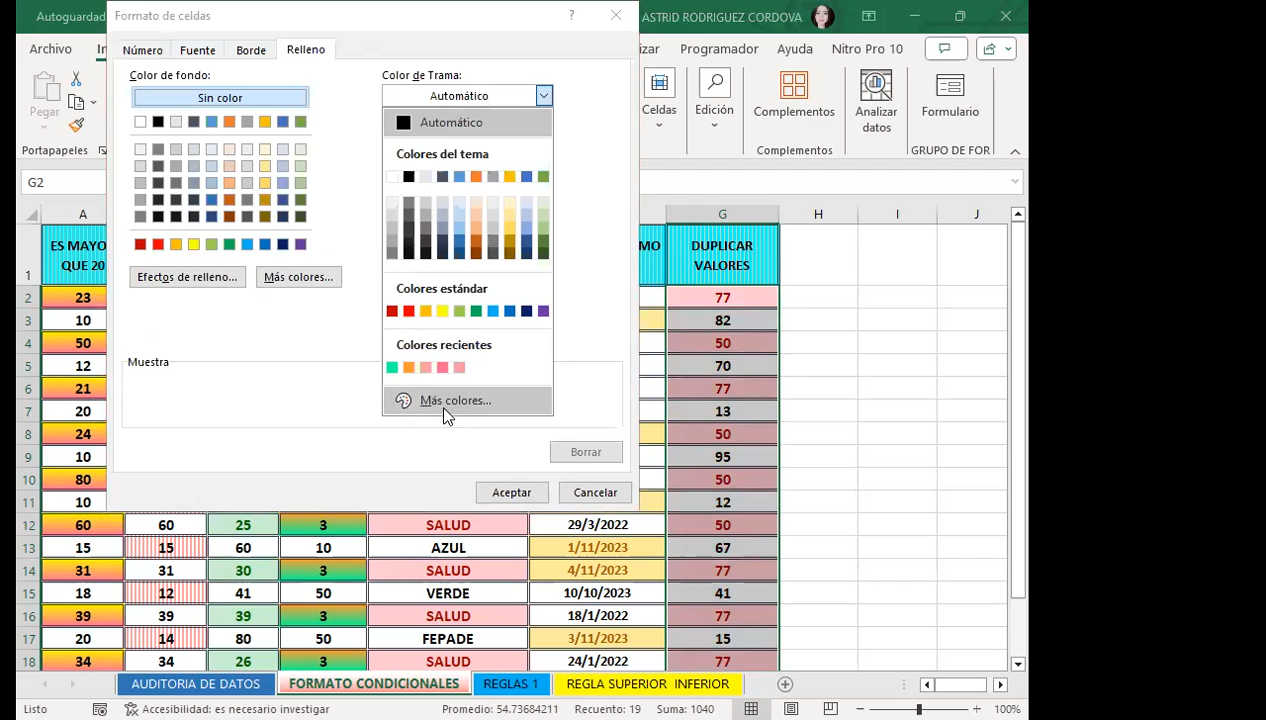 Autoguardad
Formato de celdas
?
ASTRID RODRIGUEZ CORDOVA
Archivo
Número
Fuente
Borde
Relleno
Programador
Ayuda
Nitro Pro 10
Color de fondo:
Color de Trama:
Sin color
Automático
Automático
Colores del tema
Efectos de relleno...
Más colores...
Colores estándar
Colores recientes
Más colores...
Muestra
Borrar
Aceptar
Cancelar
Pegar
Portapapeles
Celdas
Edición
Complementos
Complementos
Analizar
datos
Formulario
GRUPO DE FOR
G2
A G H I J
1 ES MAYO MO DUPLICAR
QUE 20 VALORES
2 23 77
3 10 82
4 50 50
5 12 70
6 21 77
7 20 13
8 24 50
9 10 95
10 80 50
11 10 12
12 60 60 25 3 SALUD 29/3/2022 50
13 15 15 60 10 AZUL 1/11/2023 67
14 31 31 30 3 SALUD 4/11/2023 77
15 18 12 41 50 VERDE 10/10/2023 41
16 39 39 39 3 SALUD 18/1/2022 77
17 20 14 80 50 FEPADE 3/11/2023 15
18 34 34 26 3 SALUD 24/1/2022 77
AUDITORIA DE DATOS
FORMATO CONDICIONALES
REGLAS 1
REGLA SUPERIOR INFERIOR
Listo
Accesibilidad: es necesario investigar
Promedio: 54.73684211
Recuento: 19
Suma: 1040
100%